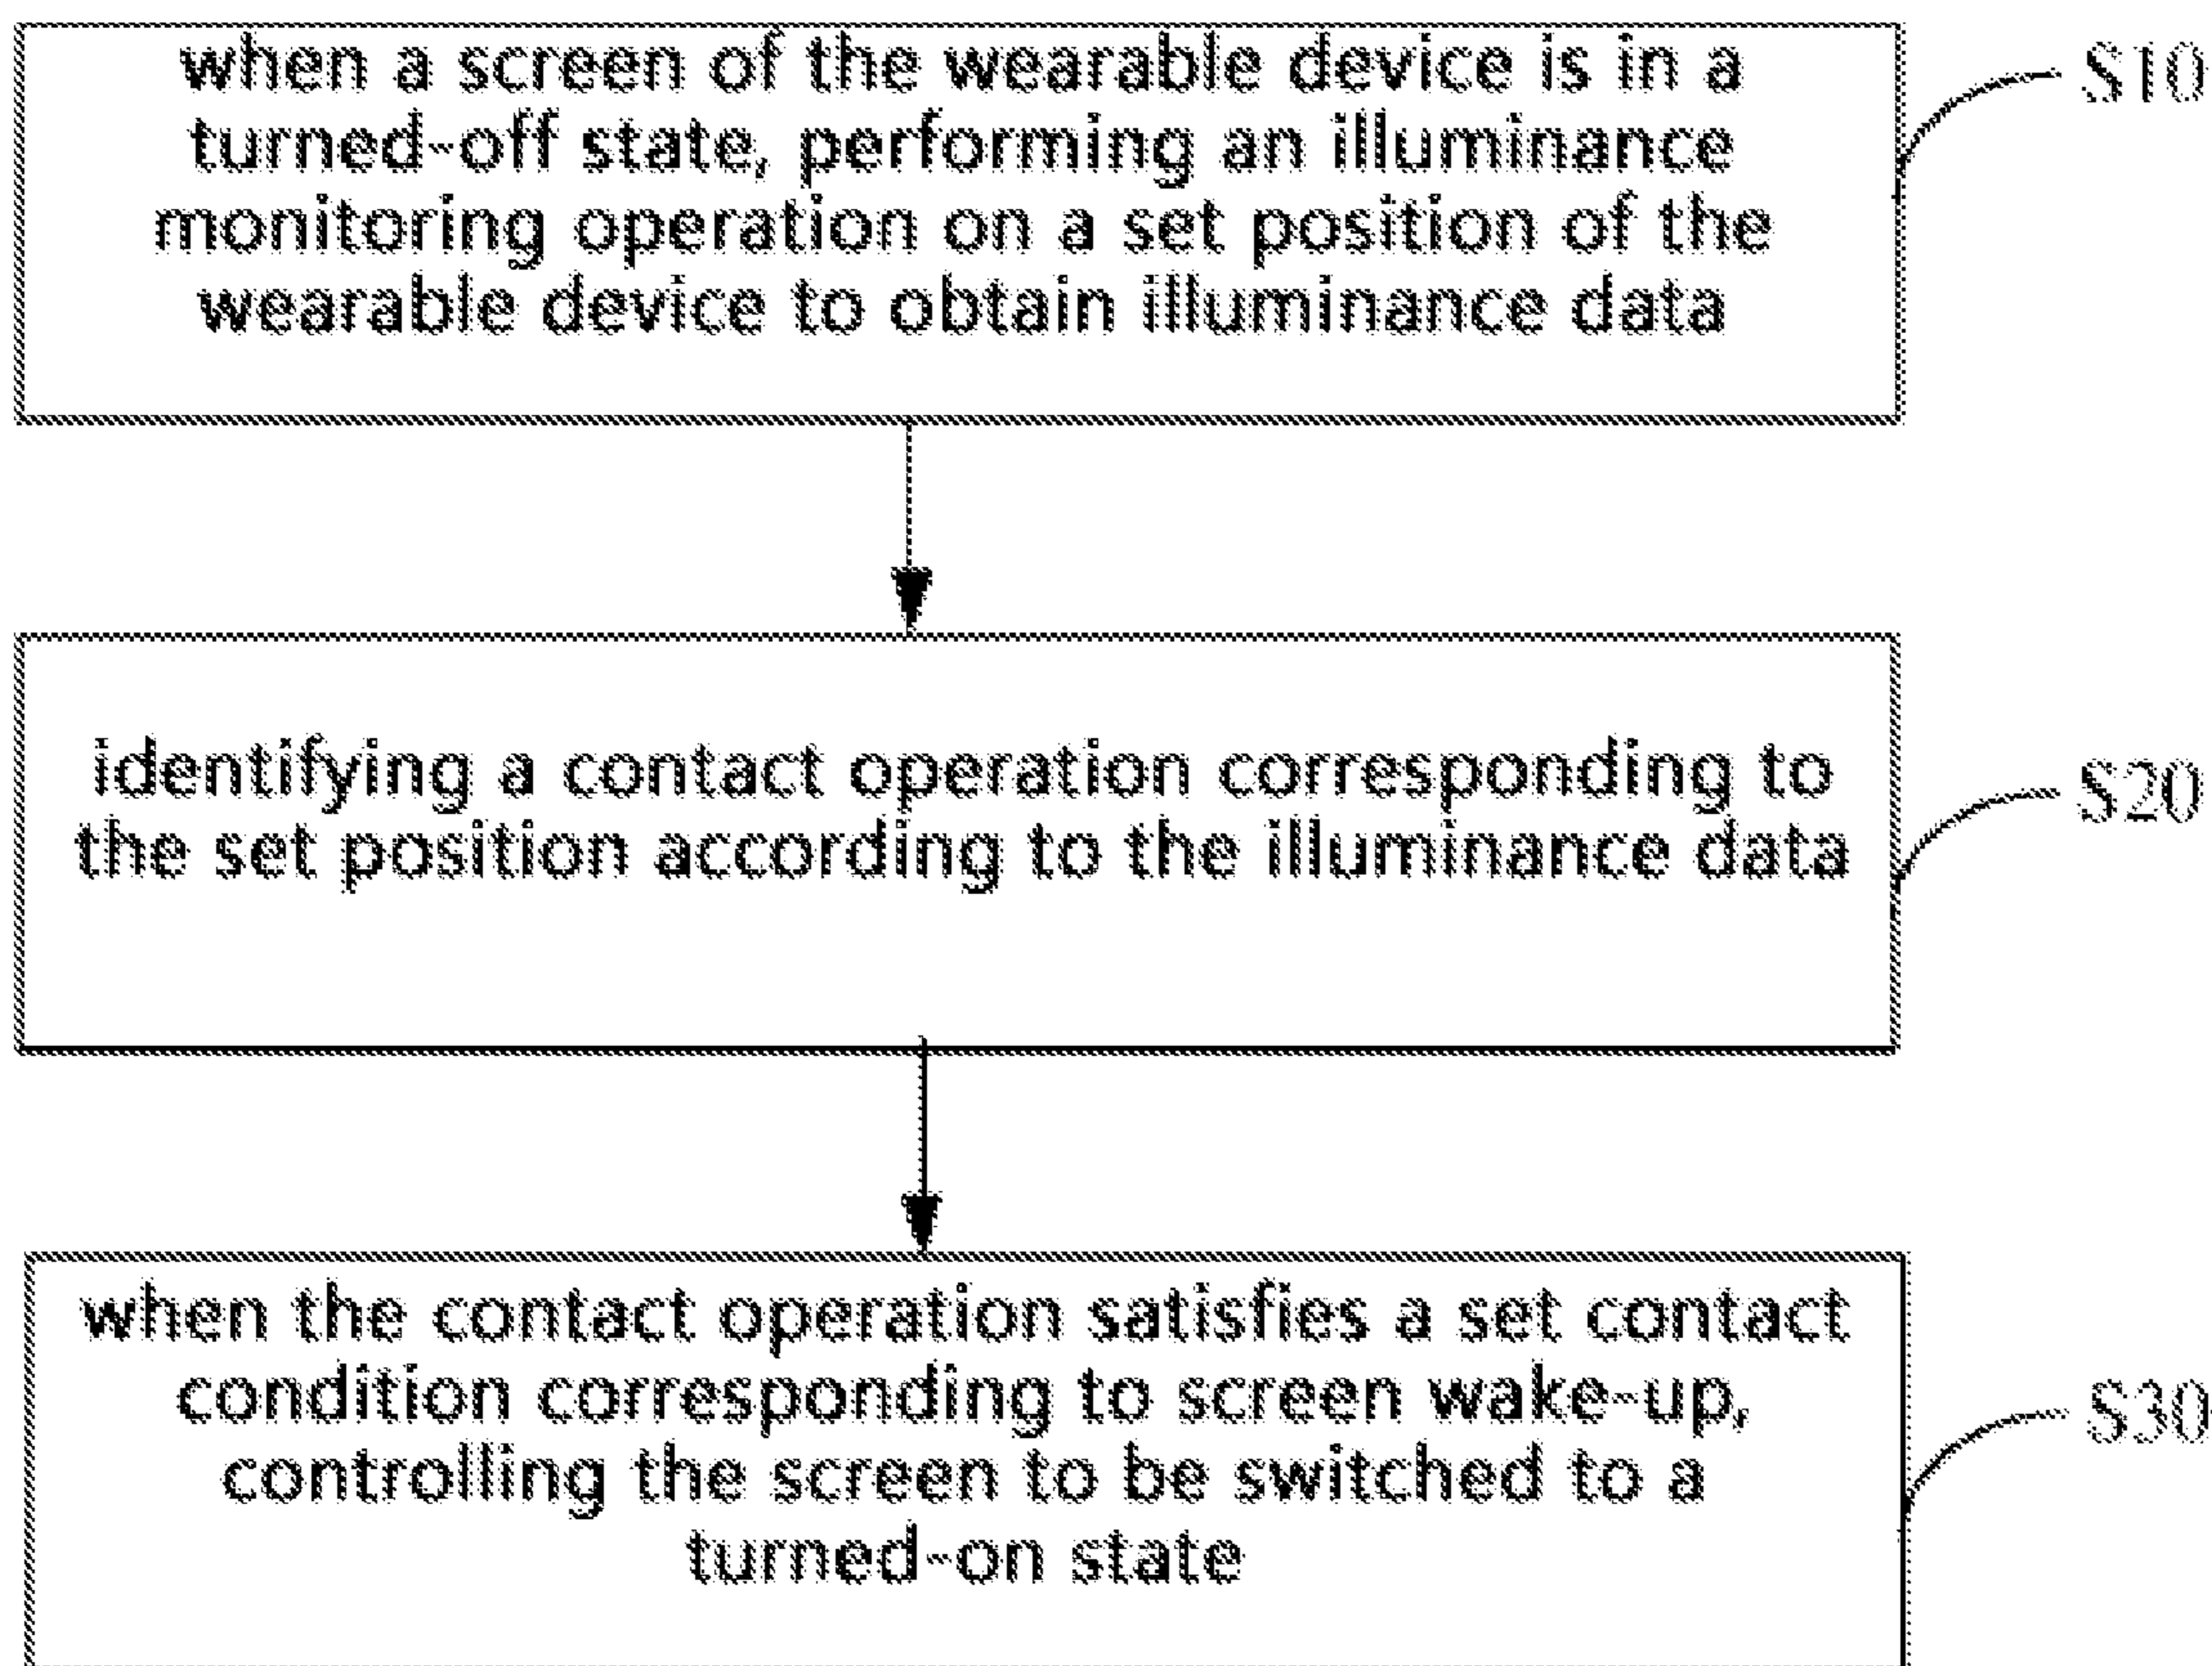 when a screen of the wearable device is in a
turned-off state, performing an illuminance
monitoring operation on a set position of the
wearable device to obtain illuminance data
S10
identifying a contact operation corresponding to
the set position according to the illuminance data
S20
when the contact operation satisfies a set contact
condition corresponding to screen wake-up,
controlling the screen to be switched to a
turned-on state
S30